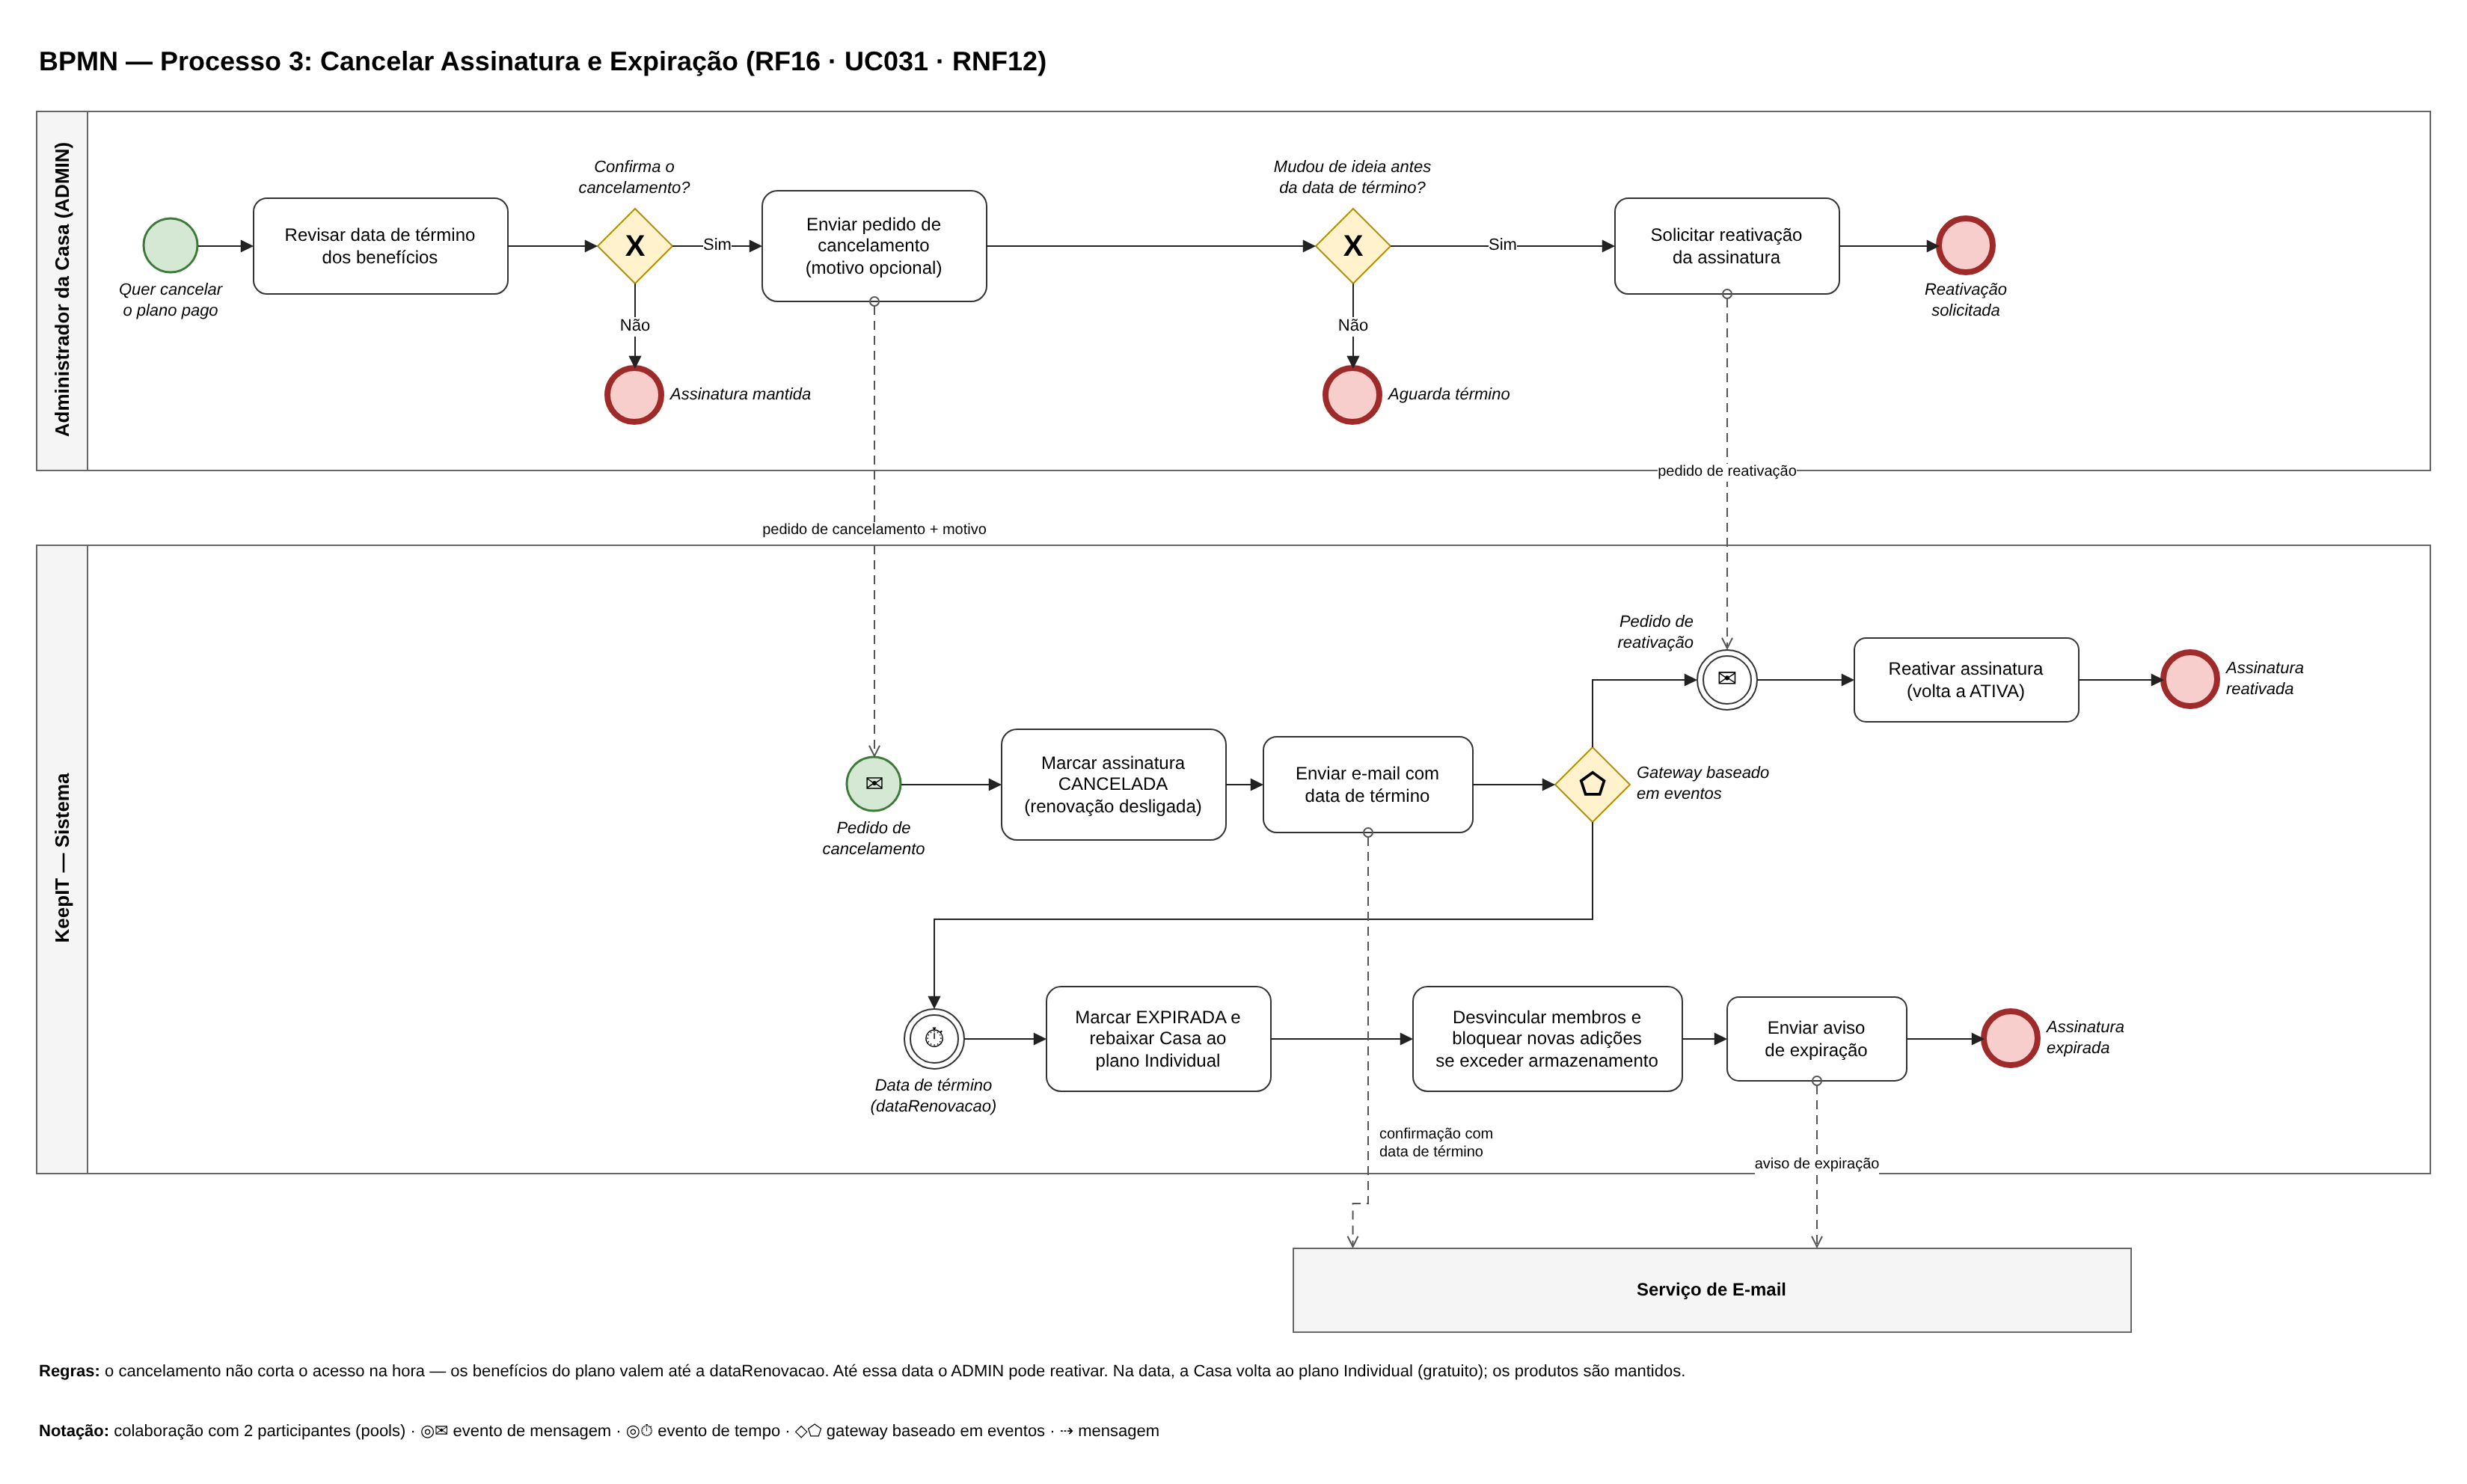 BPMN — Processo 3: Cancelar Assinatura e Expiração (RF16 · UC031 · RNF12)
Administrador da Casa (ADMIN)
Quer cancelar
o plano pago
Revisar data de término
dos benefícios
Confirma o
cancelamento?
X
Sim
Não
Assinatura mantida
Enviar pedido de
cancelamento
(motivo opcional)
Mudou de ideia antes
da data de término?
X
Sim
Não
Aguarda término
Solicitar reativação
da assinatura
Reativação
solicitada
pedido de reativação
pedido de cancelamento + motivo
KeepIT — Sistema
Pedido de
reativação
✉
Reativar assinatura
(volta a ATIVA)
Assinatura
reativada
✉
Pedido de
cancelamento
Marcar assinatura
CANCELADA
(renovação desligada)
Enviar e-mail com
data de término
Gateway baseado
em eventos
⏱
Data de término
(dataRenovacao)
Marcar EXPIRADA e
rebaixar Casa ao
plano Individual
Desvincular membros e
bloquear novas adições
se exceder armazenamento
Enviar aviso
de expiração
Assinatura
expirada
confirmação com
data de término
aviso de expiração
Serviço de E-mail
Regras: o cancelamento não corta o acesso na hora — os benefícios do plano valem até a dataRenovacao. Até essa data o ADMIN pode reativar. Na data, a Casa volta ao plano Individual (gratuito); os produtos são mantidos.
Notação: colaboração com 2 participantes (pools) · ◎✉ evento de mensagem · ◎⏱ evento de tempo · ◇⬠ gateway baseado em eventos · ⇢ mensagem